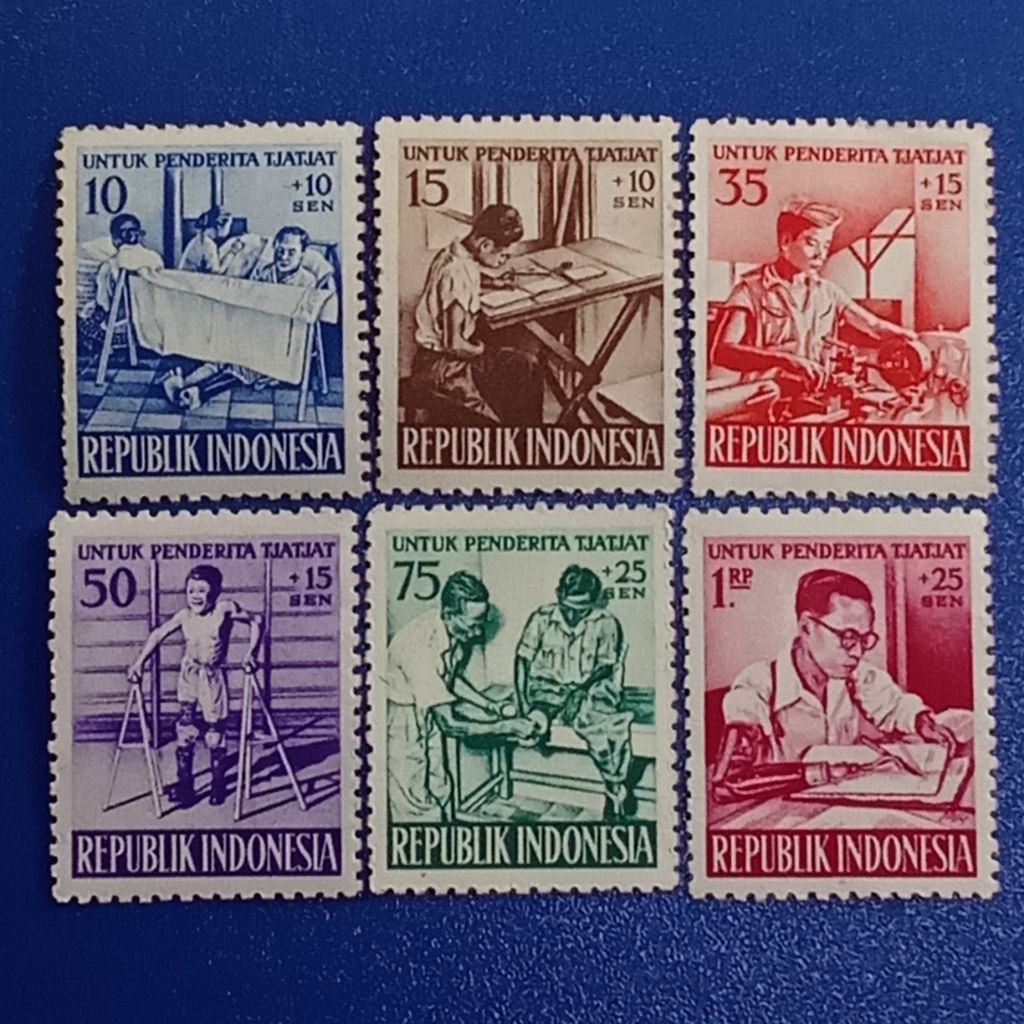 UNTUK PENDERITA TJATJAT
10 +10
SEN
REPUBLIK INDONESIA
UNTUK PENDERITA TJATJAT
15 +10
SEN
REPUBLIK INDONESIA
UNTUK PENDERITA TJATJAT
35 +15
SEN
REPUBLIK INDONESIA
UNTUK PENDERITA TJATJAT
50 +15
SEN
REPUBLIK INDONESIA
UNTUK PENDERITA TJATJAT
75 +25
SEN
REPUBLIK INDONESIA
UNTUK PENDERITA TJATJAT
1.RP +25
SEN
REPUBLIK INDONESIA